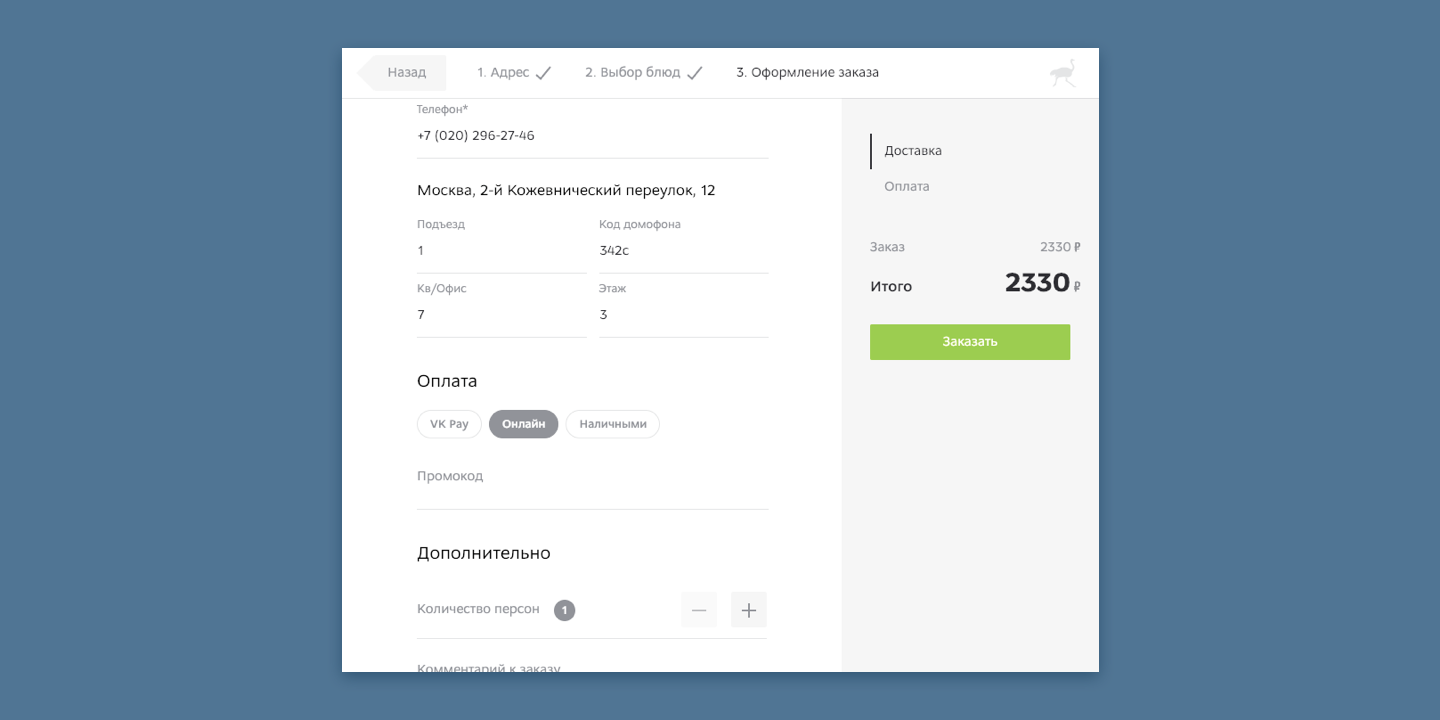 Назад
1. Адрес
2. Выбор блюд
3. Оформление заказа
Телефон*
+7 (020) 296-27-46
Москва, 2-й Кожевнический переулок, 12
Подъезд
Код домофона
1
342с
Кв/Офис
Этаж
7
3
Оплата
VK Pay
Онлайн
Наличными
Промокод
Дополнительно
Количество персон 1
Комментарий к заказу
Доставка
Оплата
Заказ 2330 ₽
Итого 2330 ₽
Заказать